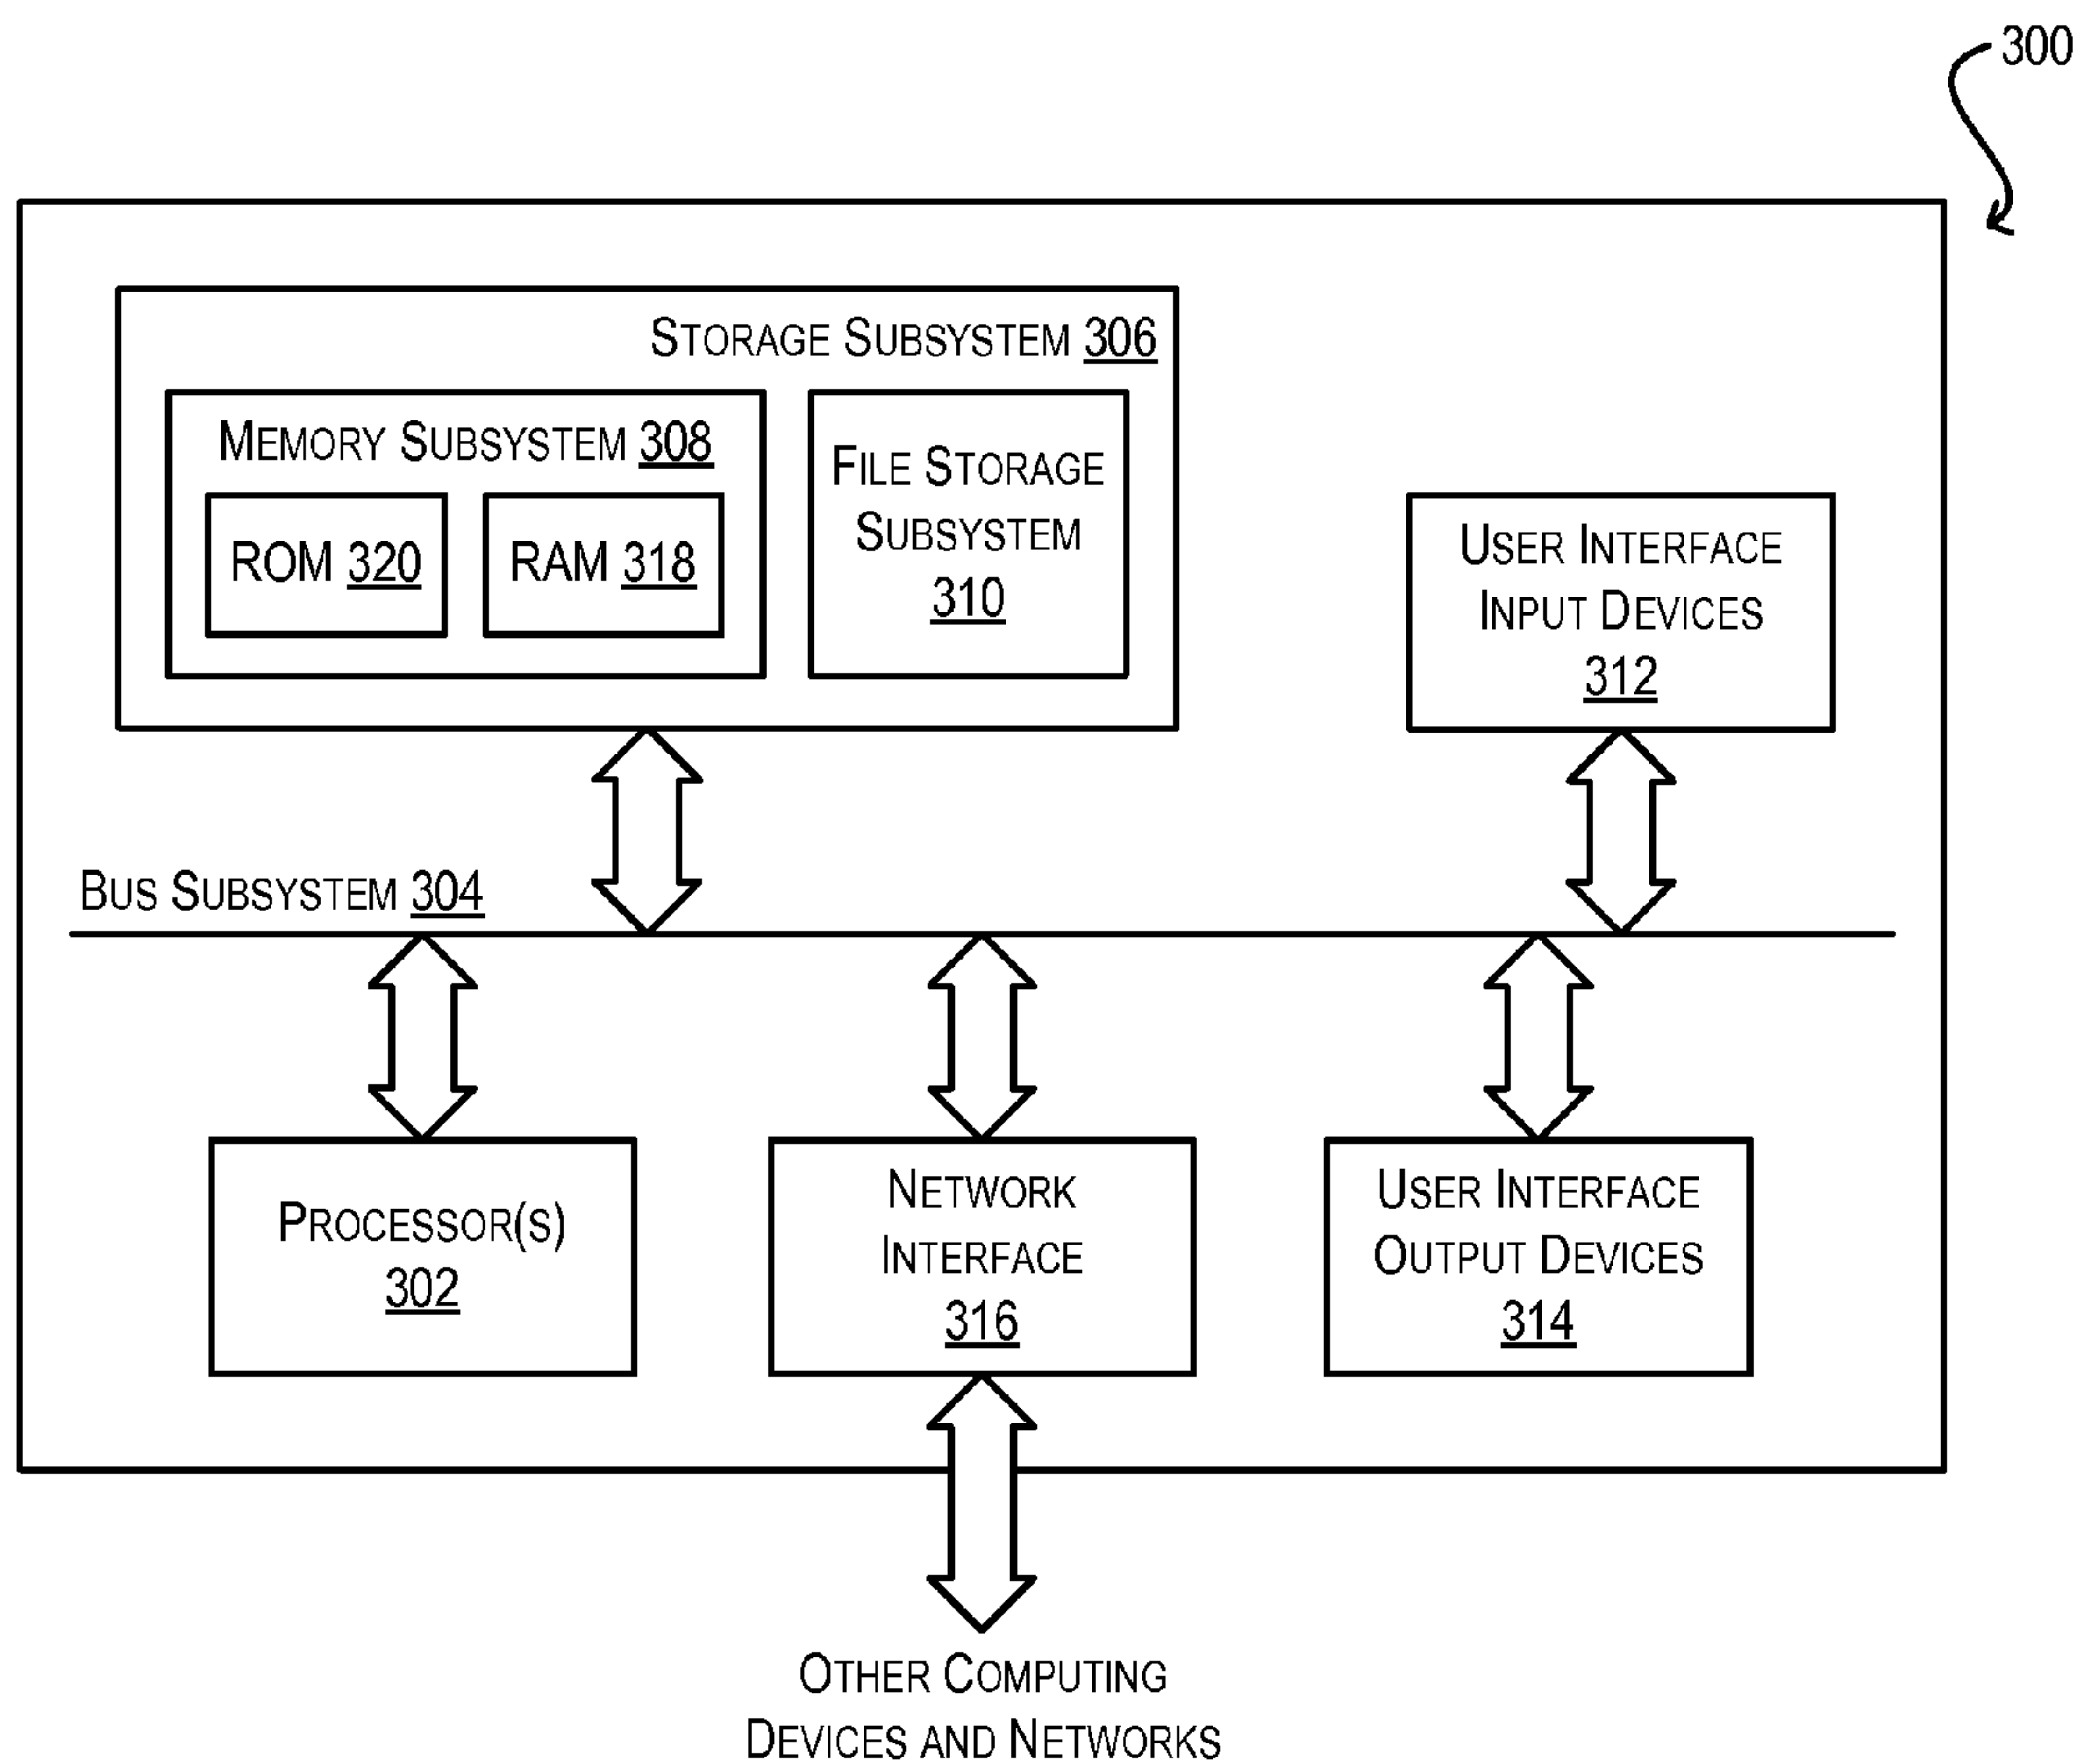 300
STORAGE SUBSYSTEM 306
MEMORY SUBSYSTEM 308
ROM 320
RAM 318
FILE STORAGE
SUBSYSTEM
310
USER INTERFACE
INPUT DEVICES
312
BUS SUBSYSTEM 304
PROCESSOR(S)
302
NETWORK
INTERFACE
316
USER INTERFACE
OUTPUT DEVICES
314
OTHER COMPUTING
DEVICES AND NETWORKS